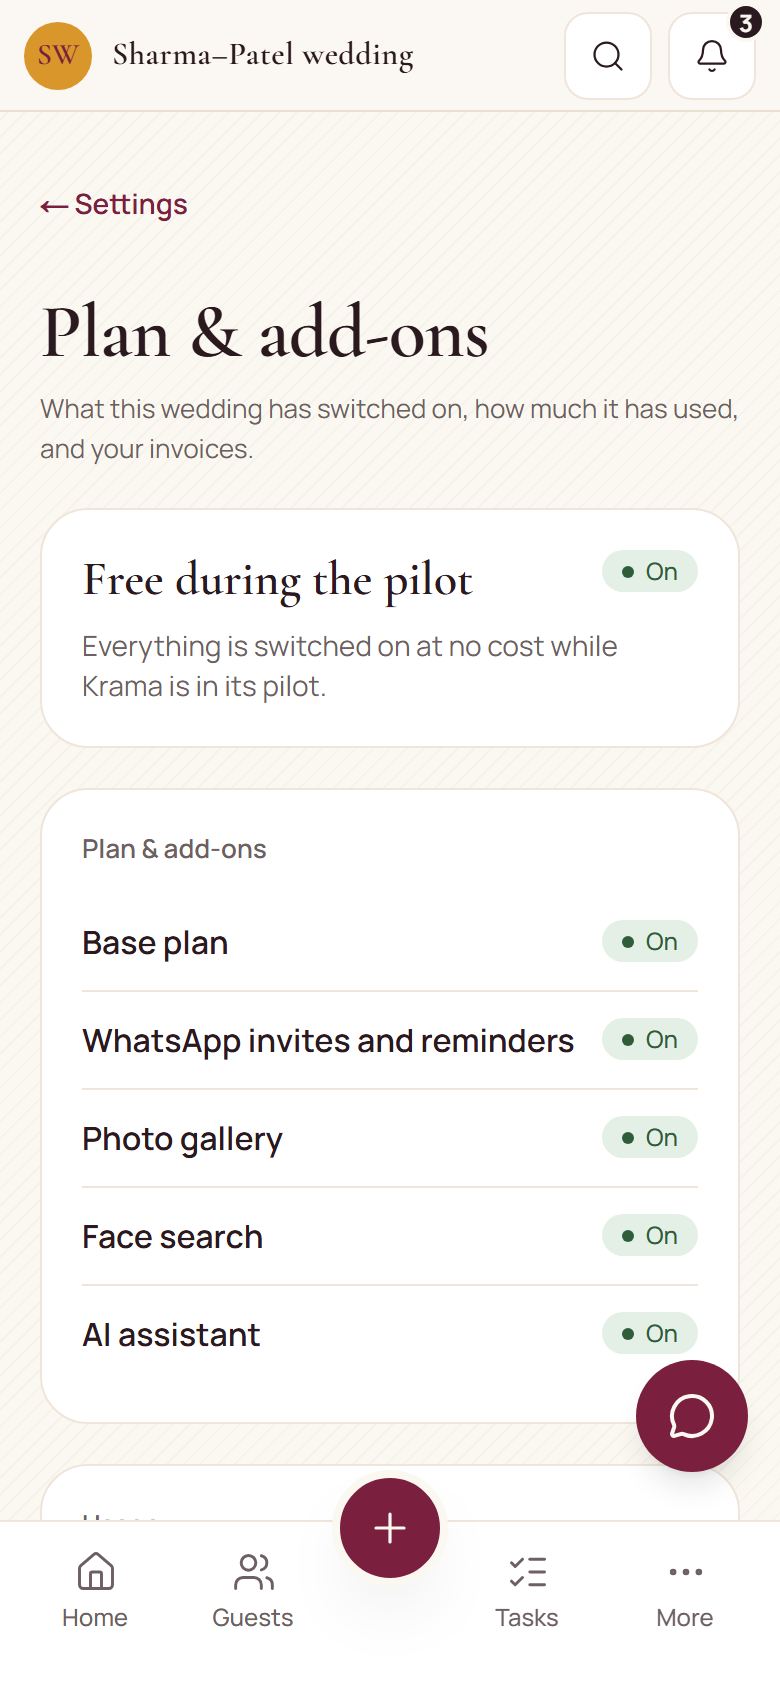 SW
Sharma–Patel wedding
3
← Settings
Plan & add-ons
What this wedding has switched on, how much it has used,
and your invoices.
Free during the pilot
On
Everything is switched on at no cost while
Krama is in its pilot.
Plan & add-ons
Base plan
On
WhatsApp invites and reminders
On
Photo gallery
On
Face search
On
AI assistant
On
Home
Guests
Tasks
More